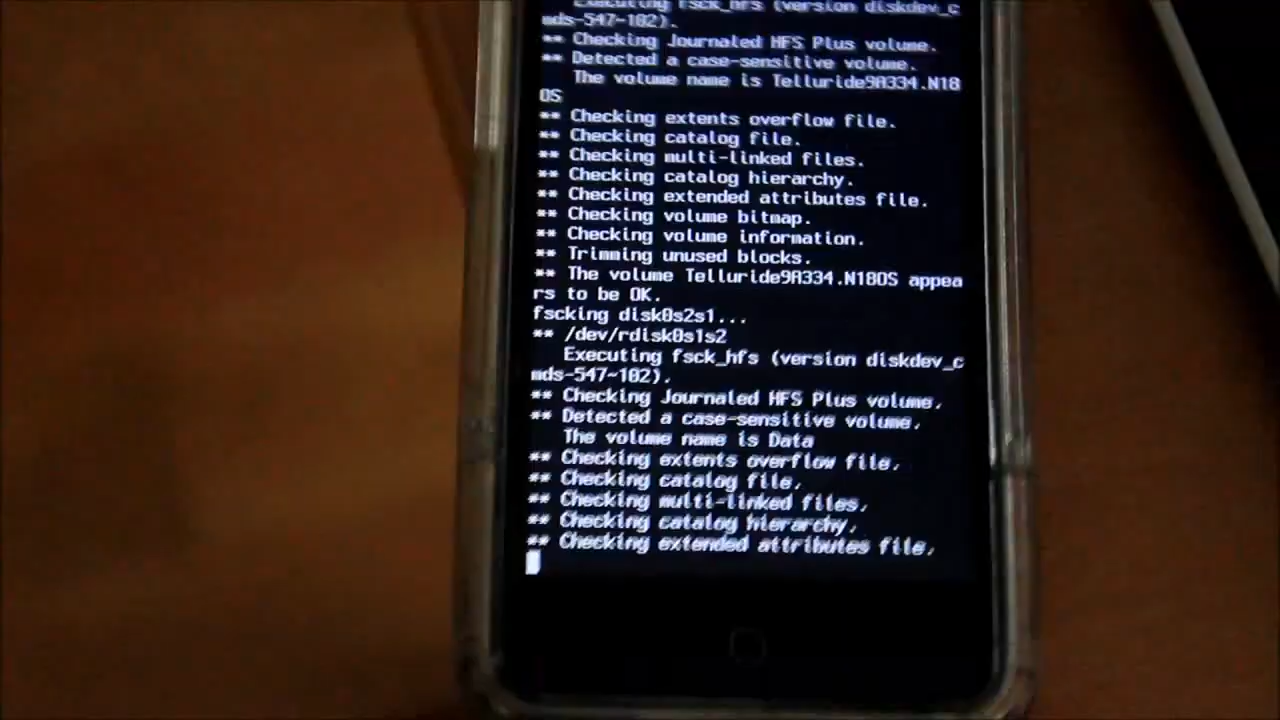 Executing fsck_hfs (version diskdev_c
mds-547-102).
** Checking Journaled HFS Plus volume.
** Detected a case-sensitive volume.
The volume name is Telluride9A334.N18
OS
** Checking extents overflow file.
** Checking catalog file.
** Checking multi-linked files.
** Checking catalog hierarchy.
** Checking extended attributes file.
** Checking volume bitmap.
** Checking volume information.
** Trimming unused blocks.
** The volume Telluride9A334.N18OS appea
rs to be OK.
fscking disk0s2s1...
** /dev/rdisk0s1s2
Executing fsck_hfs (version diskdev_c
mds-547-102).
** Checking Journaled HFS Plus volume.
** Detected a case-sensitive volume.
The volume name is Data
** Checking extents overflow file.
** Checking catalog file.
** Checking multi-linked files.
** Checking catalog hierarchy.
** Checking extended attributes file.